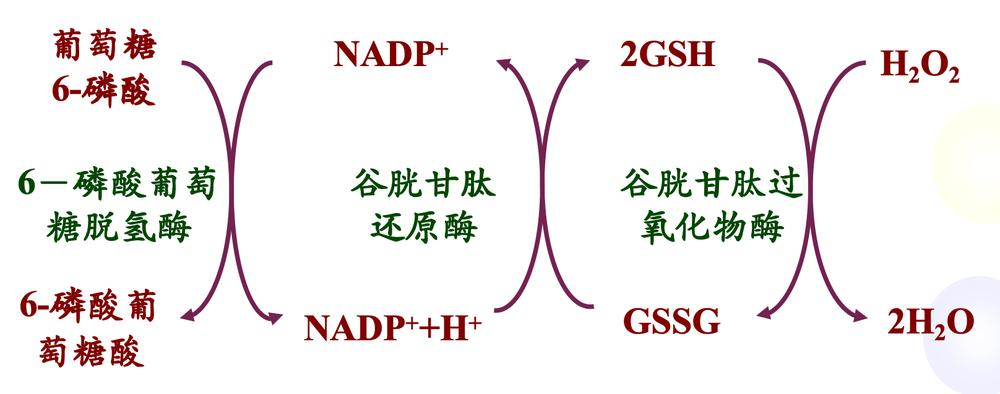 葡萄糖
6-磷酸
NADP⁺
2GSH
H₂O₂
6－磷酸葡萄
糖脱氢酶
谷胱甘肽
还原酶
谷胱甘肽过
氧化物酶
6-磷酸葡
萄糖酸
NADP⁺+H⁺
GSSG
2H₂O